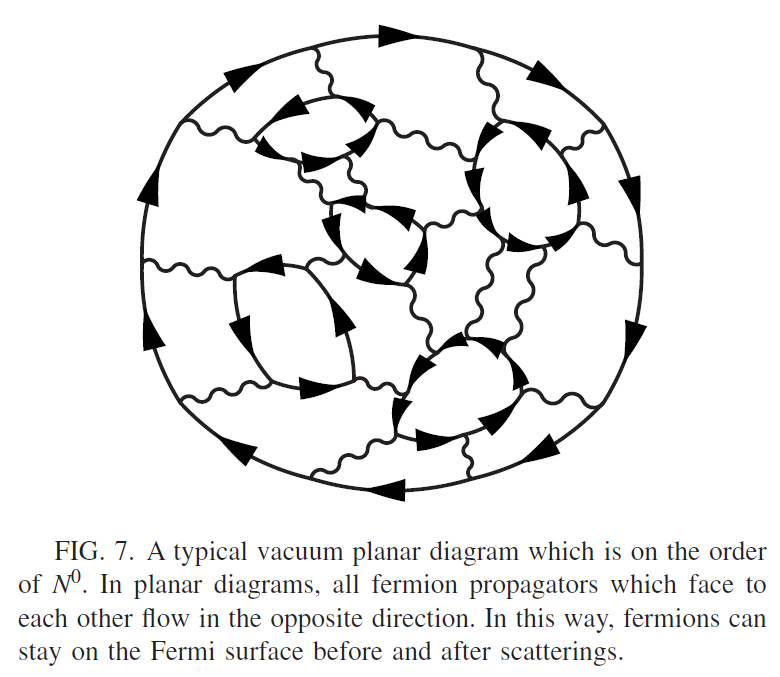 FIG. 7. A typical vacuum planar diagram which is on the order
of N⁰. In planar diagrams, all fermion propagators which face to
each other flow in the opposite direction. In this way, fermions can
stay on the Fermi surface before and after scatterings.